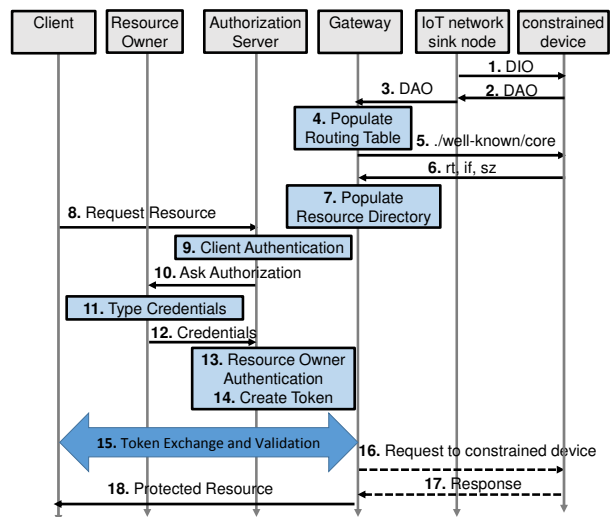 Client
Resource
Owner
Authorization
Server
Gateway
IoT network
sink node
constrained
device
1. DIO
2. DAO
3. DAO
4. Populate
Routing Table
5. ./well-known/core
6. rt, if, sz
7. Populate
Resource Directory
8. Request Resource
9. Client Authentication
10. Ask Authorization
11. Type Credentials
12. Credentials
13. Resource Owner
Authentication
14. Create Token
15. Token Exchange and Validation
16. Request to constrained device
17. Response
18. Protected Resource